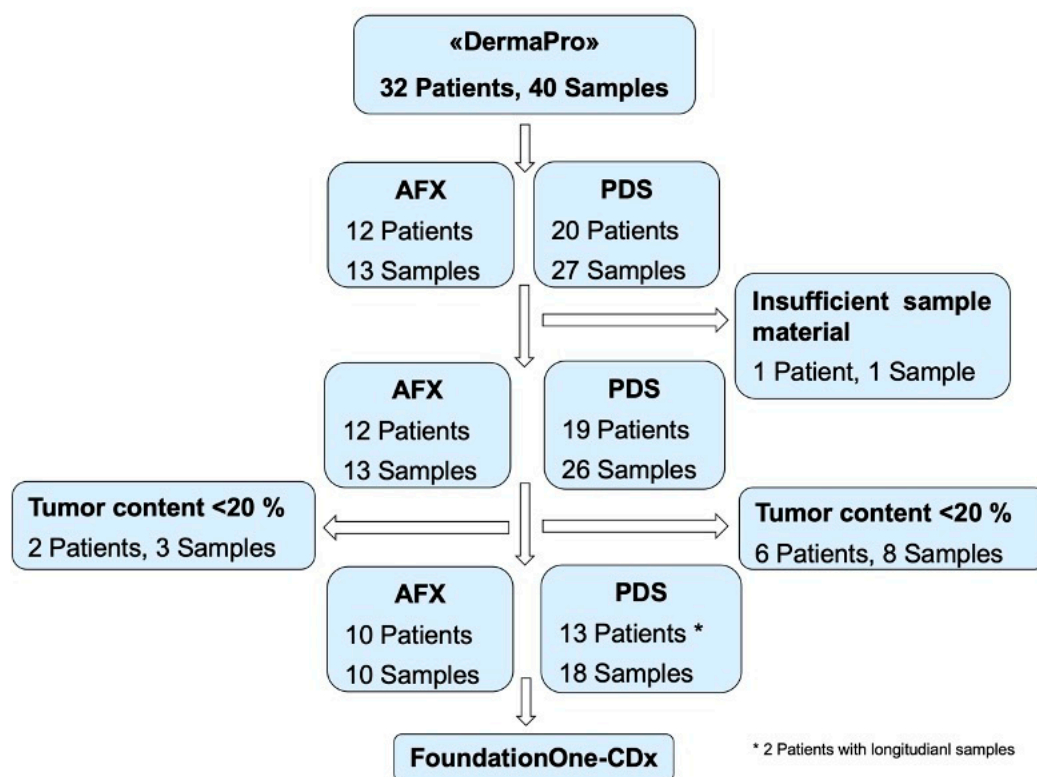 «DermaPro»
32 Patients, 40 Samples
AFX
12 Patients
13 Samples
PDS
20 Patients
27 Samples
Insufficient sample
material
1 Patient, 1 Sample
AFX
12 Patients
13 Samples
PDS
19 Patients
26 Samples
Tumor content <20 %
2 Patients, 3 Samples
Tumor content <20 %
6 Patients, 8 Samples
AFX
10 Patients
10 Samples
PDS
13 Patients *
18 Samples
FoundationOne-CDx
* 2 Patients with longitudianl samples